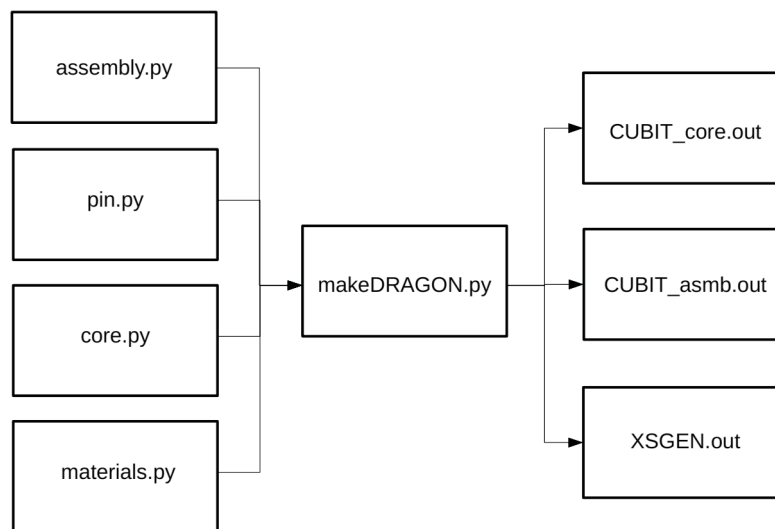 assembly.py
pin.py
core.py
materials.py
makeDRAGON.py
CUBIT_core.out
CUBIT_asmb.out
XSGEN.out